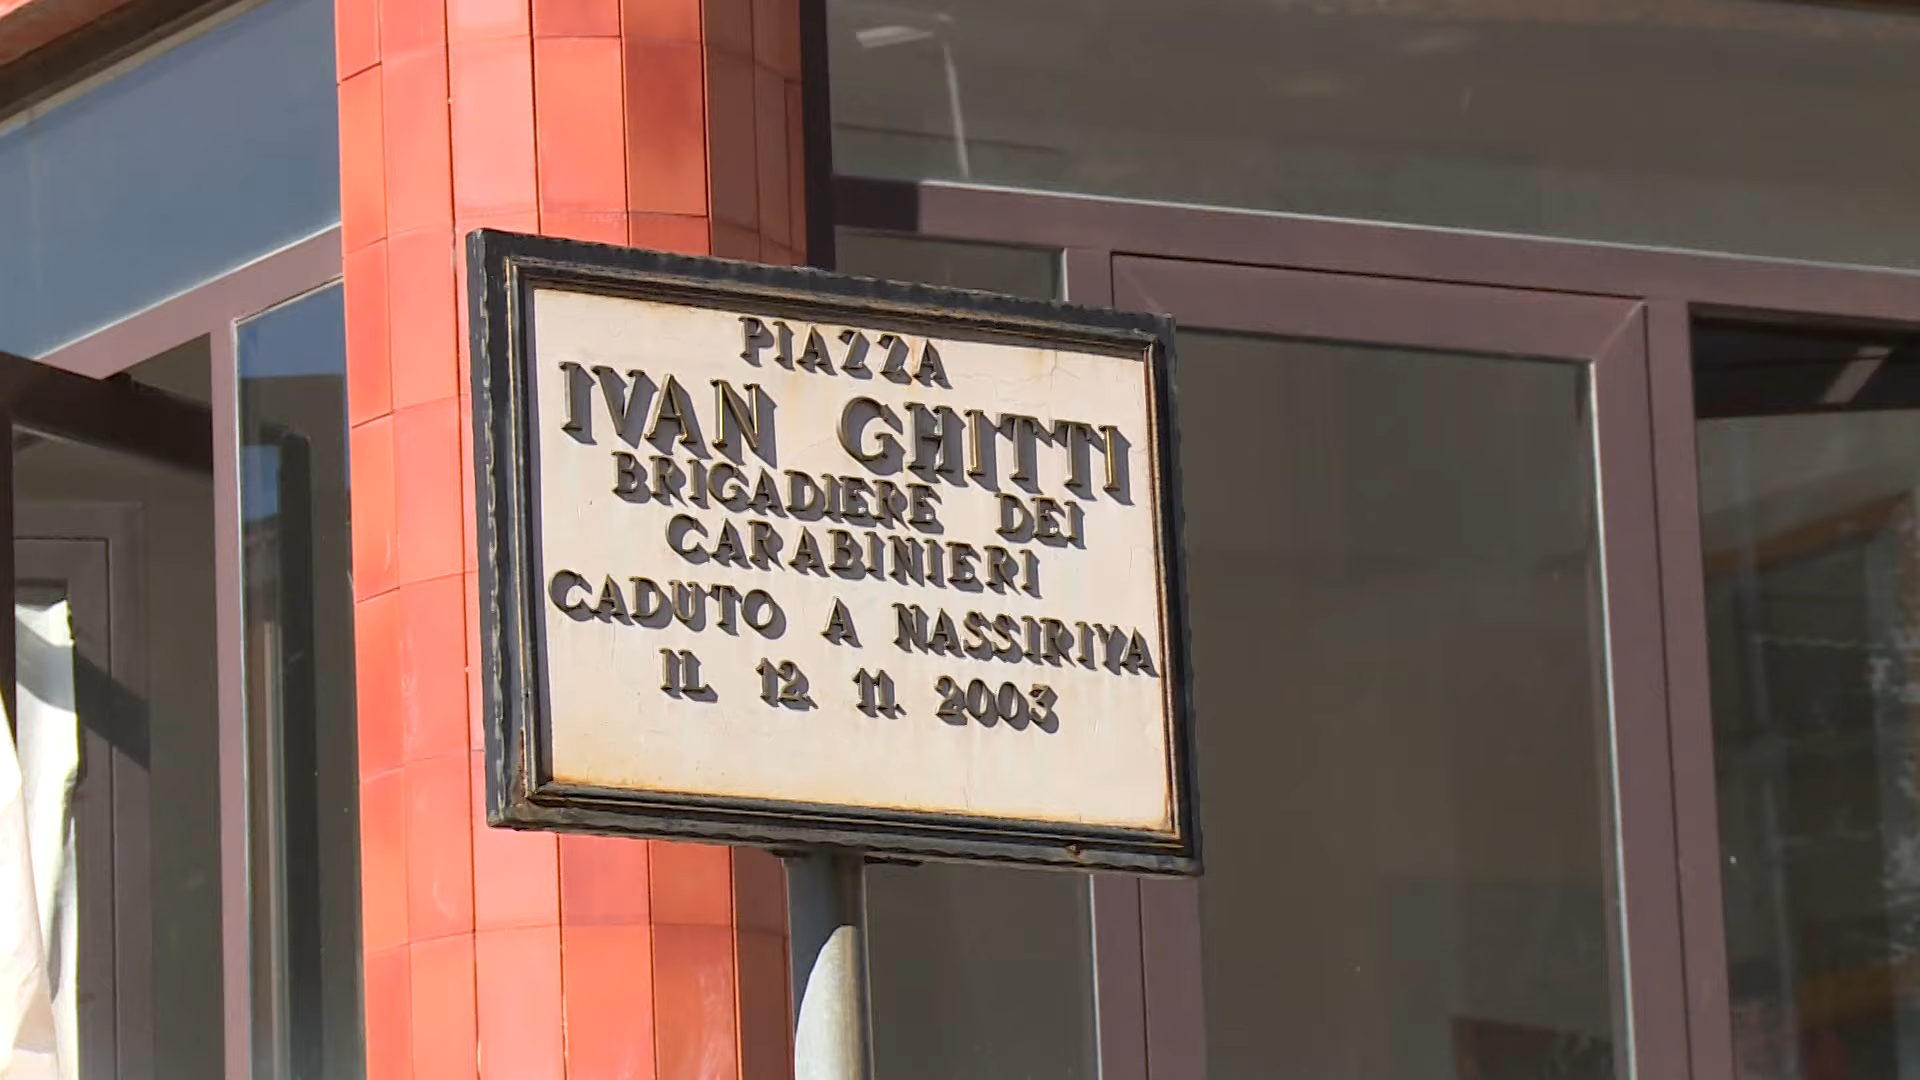 PIAZZA
IVAN GHITTI
BRIGADIERE DEI
CARABINIERI
CADUTO A NASSIRIYA
IL 12 11 2003